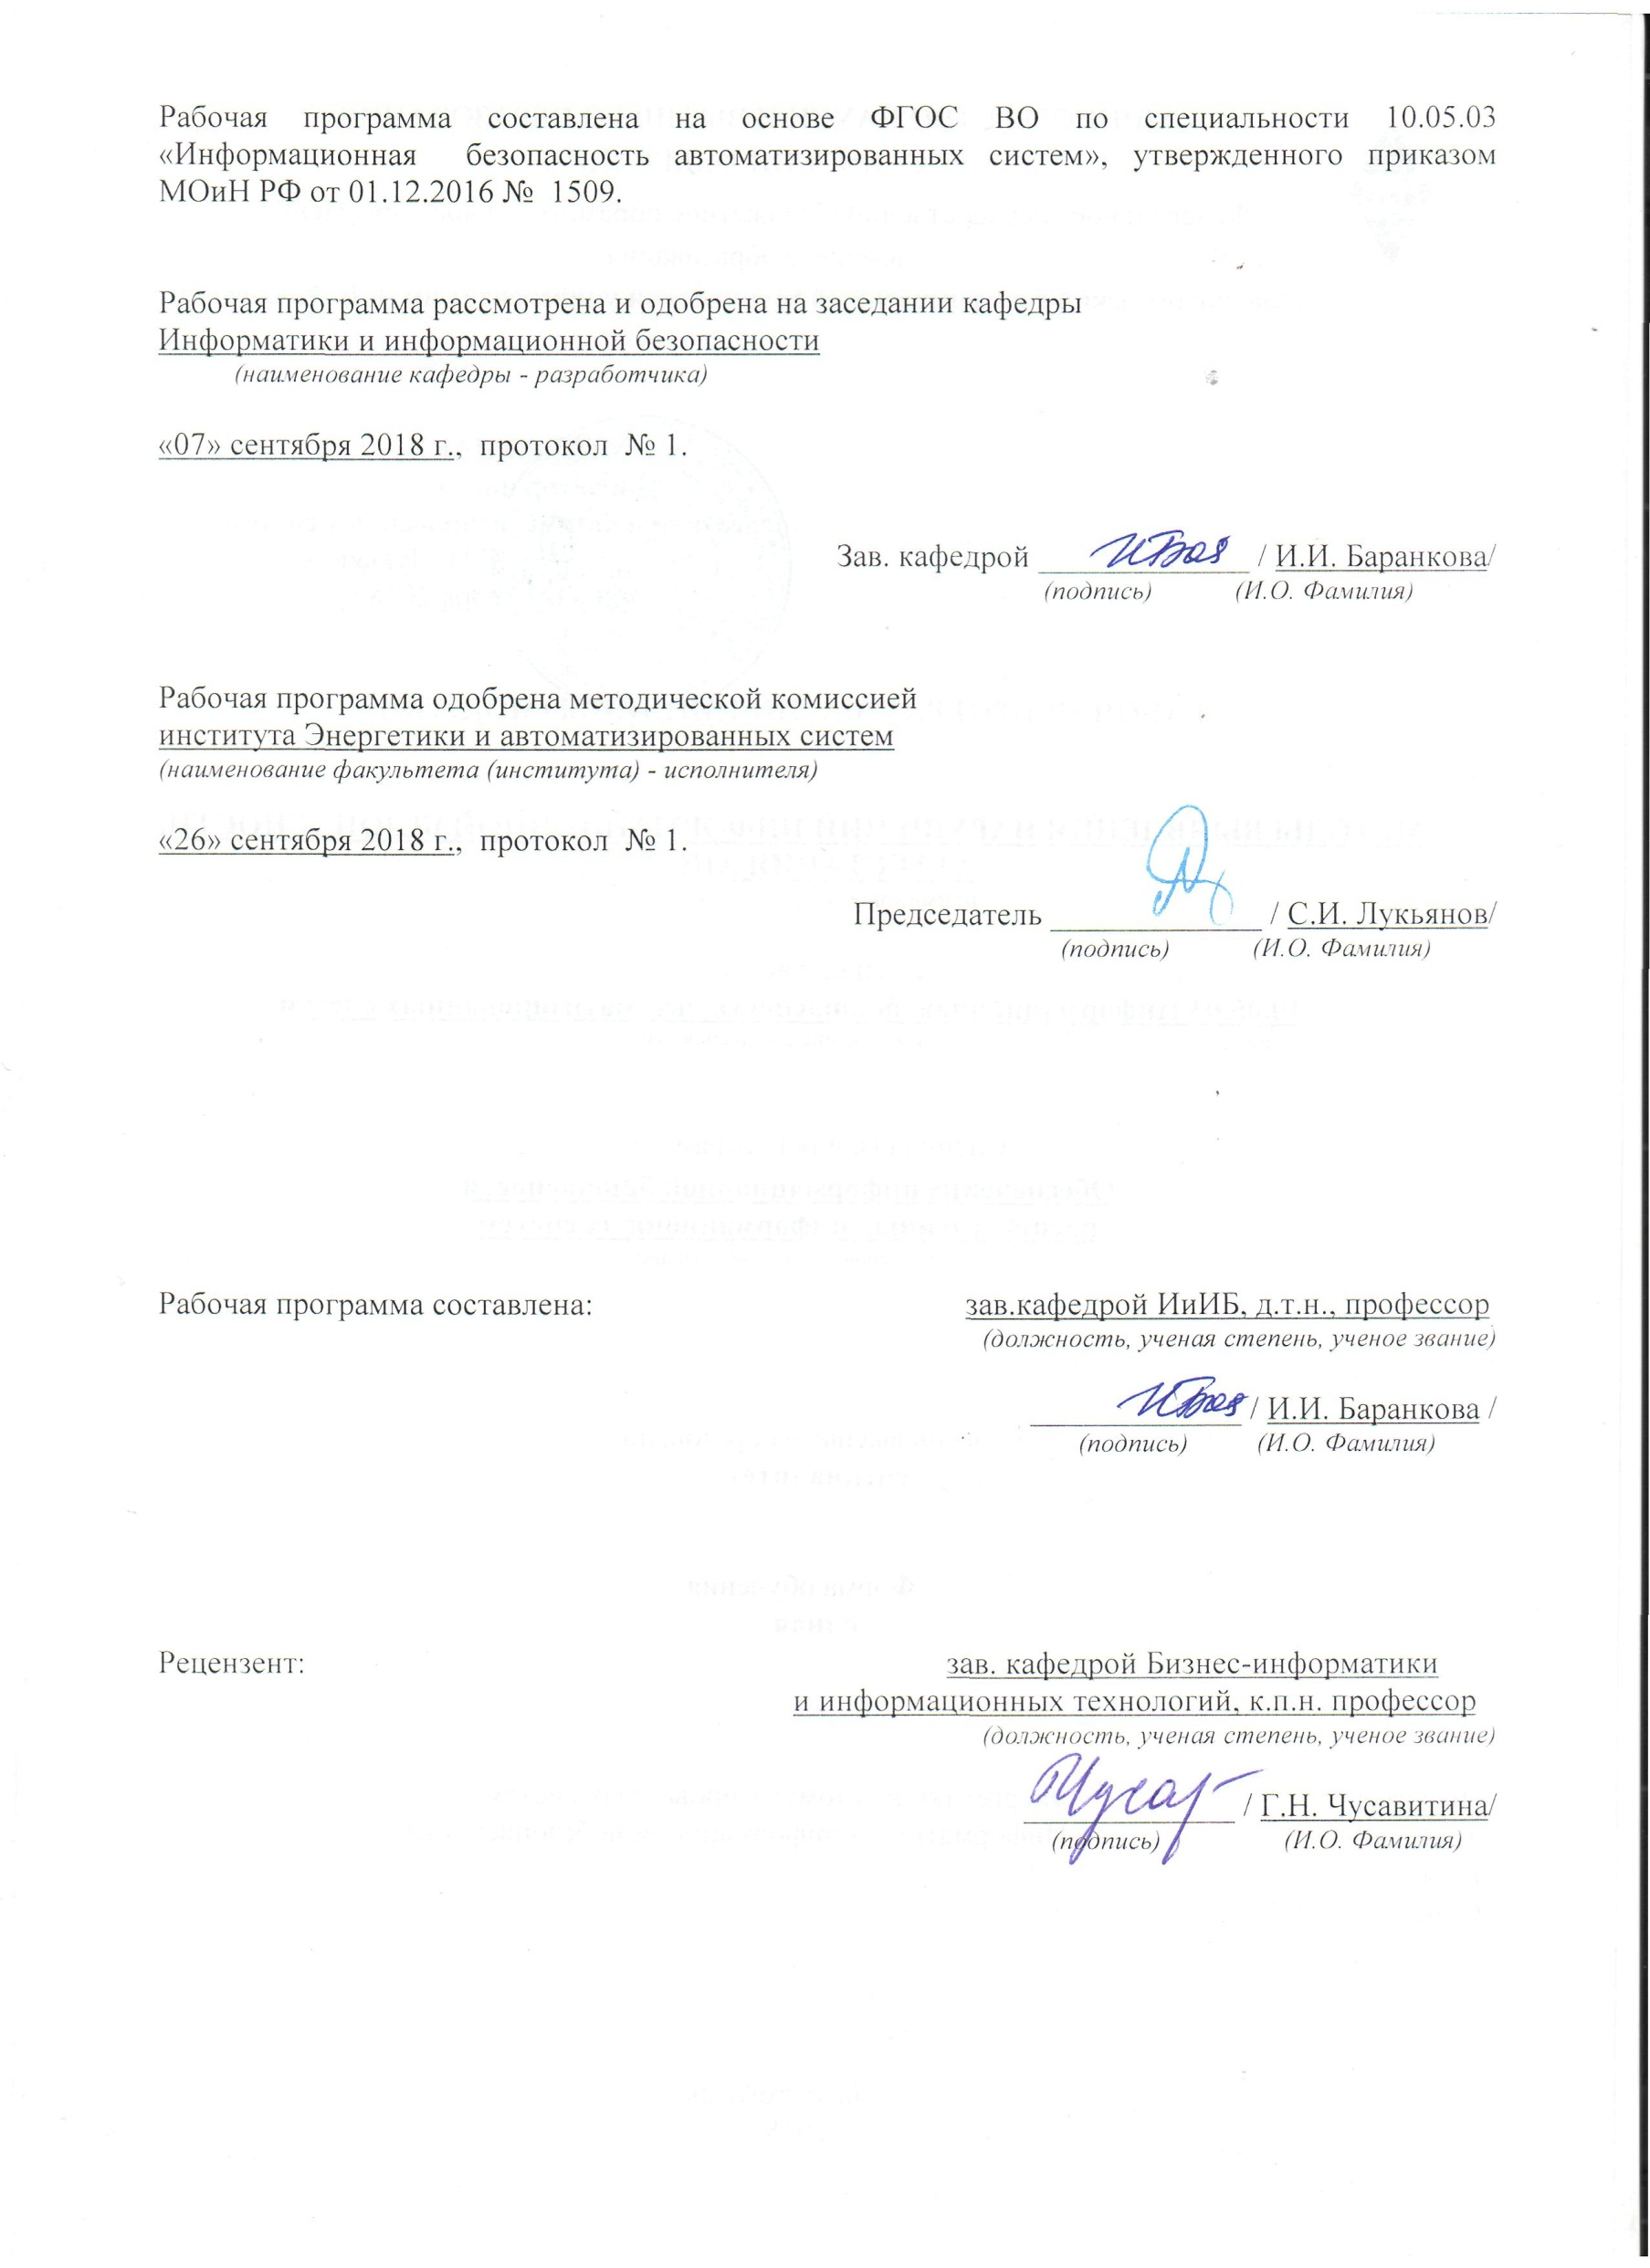 Рабочая программа составлена на основе ФГОС ВО по специальности 10.05.03
«Информационная безопасность автоматизированных систем», утвержденного приказом
МОиН РФ от 01.12.2016 № 1509.
Рабочая программа рассмотрена и одобрена на заседании кафедры
Информатики и информационной безопасности
(наименование кафедры - разработчика)
«07» сентября 2018 г., протокол № 1.
Зав. кафедрой / И.И. Баранкова/
(подпись) (И.О. Фамилия)
Рабочая программа одобрена методической комиссией
института Энергетики и автоматизированных систем
(наименование факультета (института) - исполнителя)
«26» сентября 2018 г., протокол № 1.
Председатель / С.И. Лукьянов/
(подпись) (И.О. Фамилия)
Рабочая программа составлена: зав.кафедрой ИиИБ, д.т.н., профессор
(должность, ученая степень, ученое звание)
/ И.И. Баранкова /
(подпись) (И.О. Фамилия)
Рецензент: зав. кафедрой Бизнес-информатики
и информационных технологий, к.п.н. профессор
(должность, ученая степень, ученое звание)
/ Г.Н. Чусавитина/
(подпись) (И.О. Фамилия)